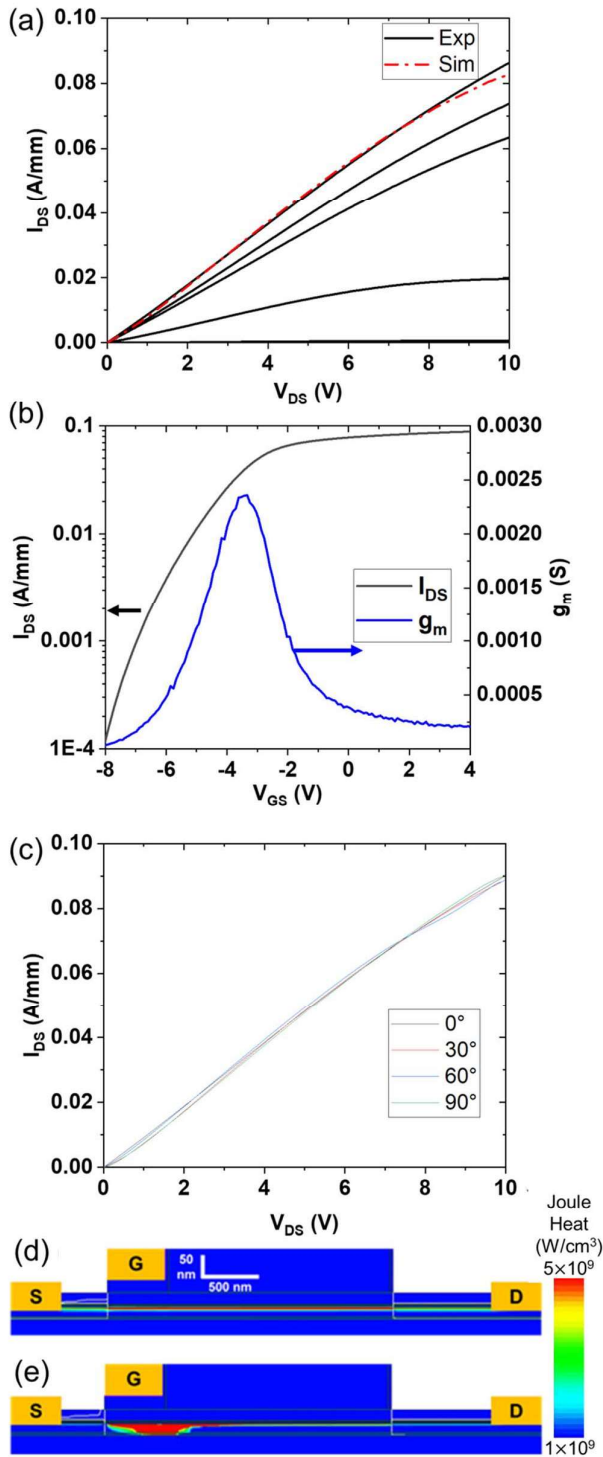 (a)
0.10
0.08
0.06
0.04
0.02
0.00
I_DS (A/mm)
Exp
Sim
0 2 4 6 8 10
V_DS (V)
(b)
0.1
0.01
0.001
1E-4
I_DS (A/mm)
0.0030
0.0025
0.0020
0.0015
0.0010
0.0005
g_m (S)
I_DS
g_m
-8 -6 -4 -2 0 2 4
V_GS (V)
(c)
0.10
0.08
0.06
0.04
0.02
0.00
I_DS (A/mm)
0°
30°
60°
90°
0 2 4 6 8 10
V_DS (V)
Joule
Heat
(W/cm³)
5×10⁹
1×10⁹
(d)
S
G
50
nm
500 nm
D
(e)
S
G
D